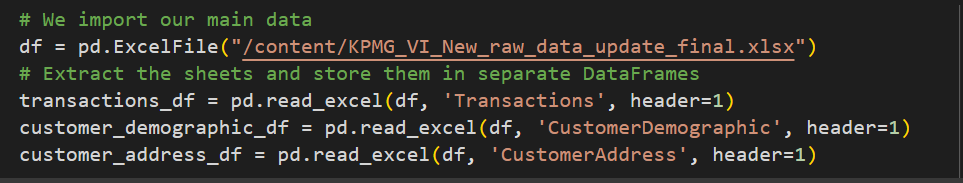 # We import our main data
df = pd.ExcelFile("/content/KPMG_VI_New_raw_data_update_final.xlsx")
# Extract the sheets and store them in separate DataFrames
transactions_df = pd.read_excel(df, 'Transactions', header=1)
customer_demographic_df = pd.read_excel(df, 'CustomerDemographic', header=1)
customer_address_df = pd.read_excel(df, 'CustomerAddress', header=1)